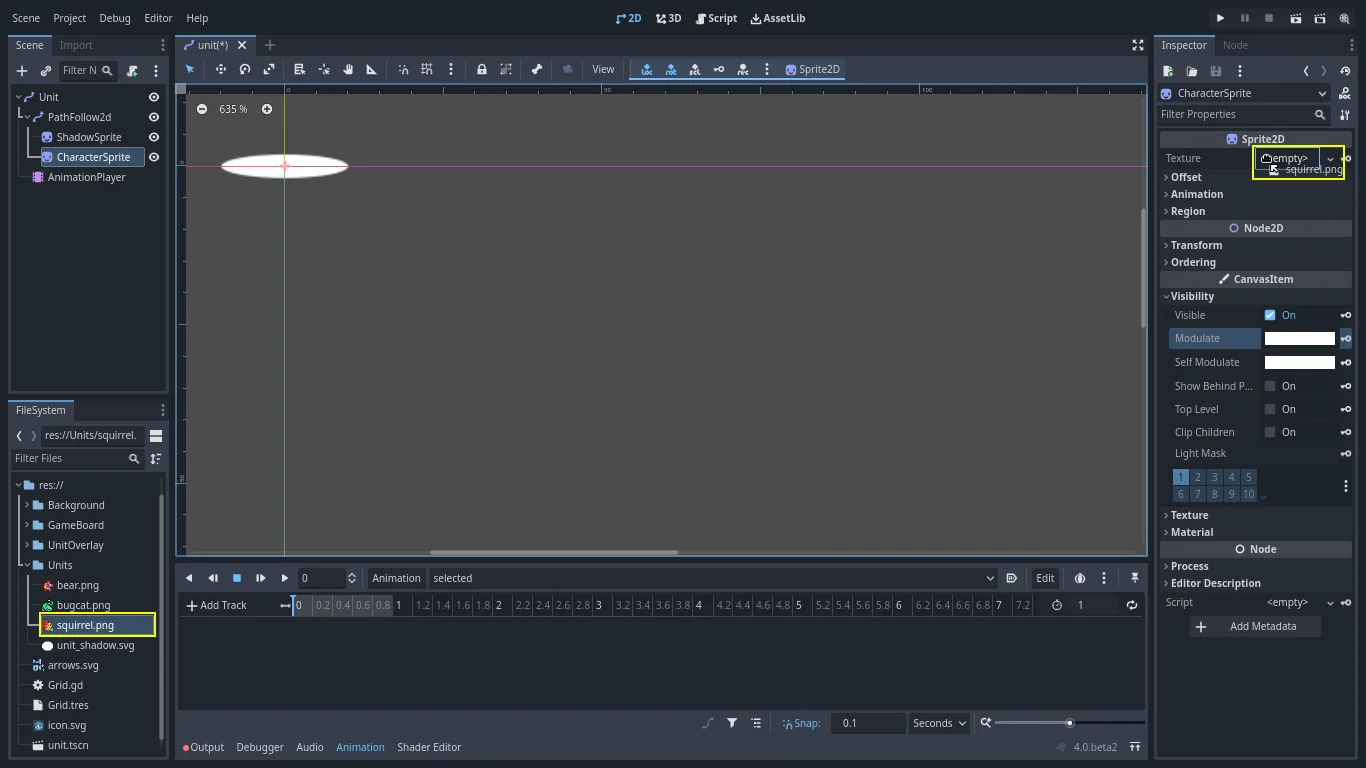 Scene Project Debug Editor Help
2D 3D Script AssetLib
Scene Import
Filter N
Unit
PathFollow2d
ShadowSprite
CharacterSprite
AnimationPlayer
FileSystem
res://Units/squirrel.
Filter Files
res://
Background
GameBoard
UnitOverlay
Units
bear.png
bugcat.png
squirrel.png
unit_shadow.svg
arrows.svg
Grid.gd
Grid.tres
icon.svg
unit.tscn
unit(*)
View Sprite2D
0 50 100
635 %
0
50
0 Animation selected Edit
Add Track 0 0.2 0.4 0.6 0.8 1 1.2 1.4 1.6 1.8 2 2.2 2.4 2.6 2.8 3 3.2 3.4 3.6 3.8 4 4.2 4.4 4.6 4.8 5 5.2 5.4 5.6 5.8 6 6.2 6.4 6.6 6.8 7 7.2 1
Snap: 0.1 Seconds
Output Debugger Audio Animation Shader Editor 4.0.beta2
Inspector Node
CharacterSprite
Filter Properties
Sprite2D
Texture <empty>
squirrel.png
Offset
Animation
Region
Node2D
Transform
Ordering
CanvasItem
Visibility
Visible On
Modulate
Self Modulate
Show Behind P... On
Top Level On
Clip Children On
Light Mask
1 2 3 4 5
6 7 8 9 10
Texture
Material
Node
Process
Editor Description
Script <empty>
Add Metadata